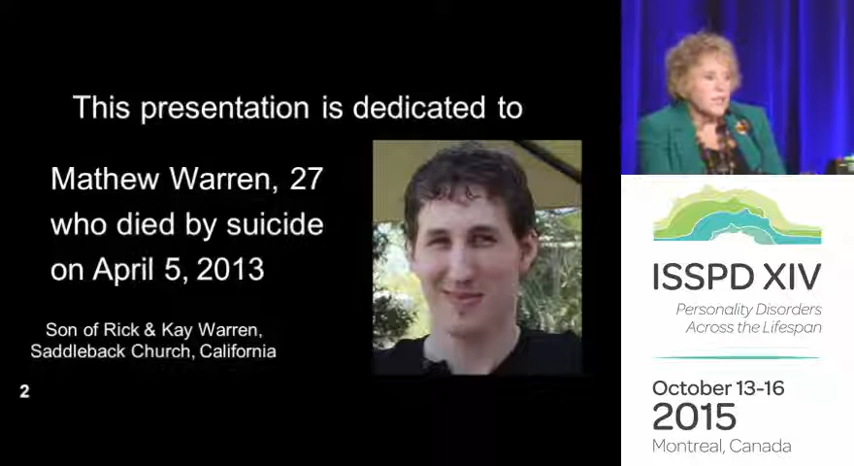 This presentation is dedicated to
Mathew Warren, 27
who died by suicide
on April 5, 2013
Son of Rick & Kay Warren,
Saddleback Church, California
2
ISSPD XIV
Personality Disorders
Across the Lifespan
October 13-16
2015
Montreal, Canada